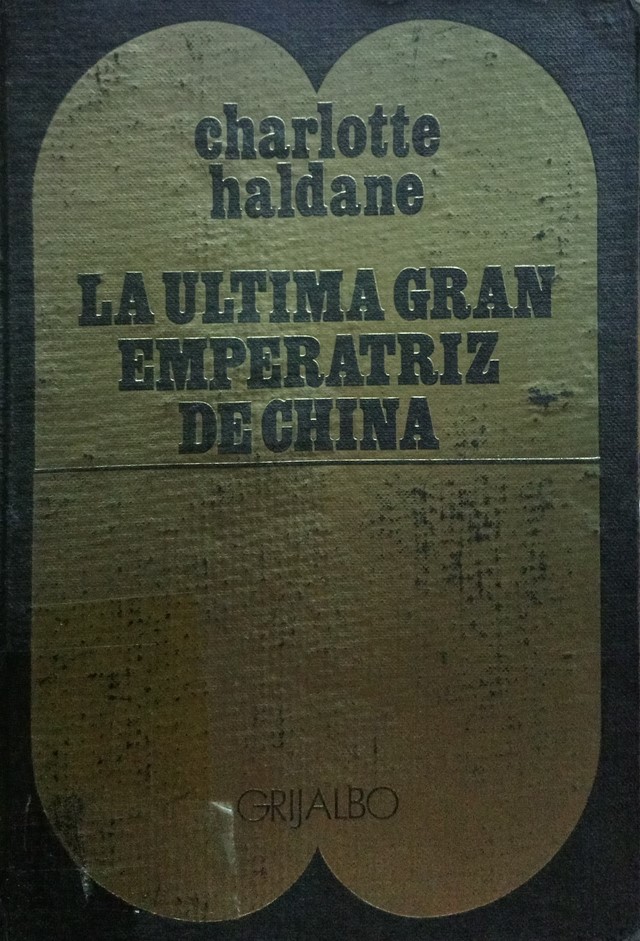 charlotte
haldane
LA ULTIMA GRAN
EMPERATRIZ
DE CHINA
GRIJALBO